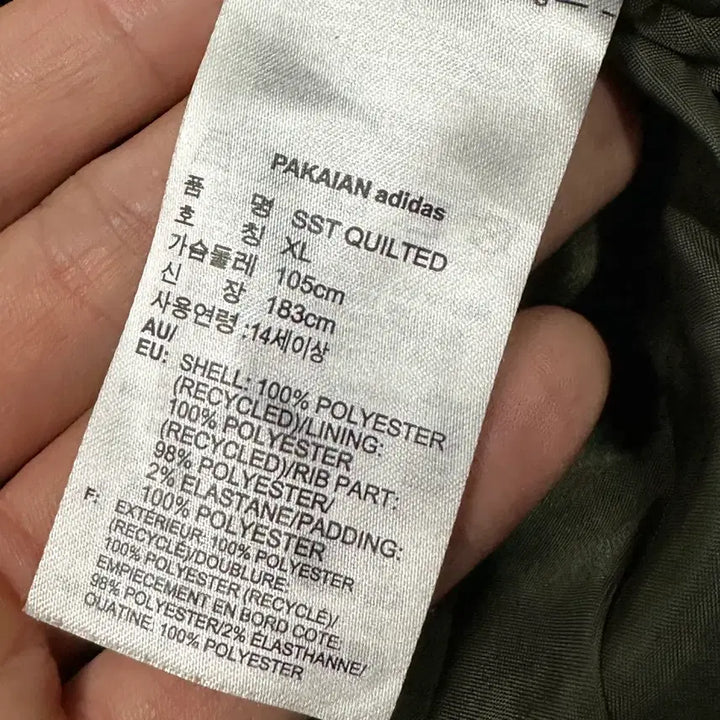 PAKAIAN adidas
품 명 SST QUILTED
호 칭 XL
가슴둘레 105cm
신 장 183cm
사용연령 :14세이상
AU/
EU: SHELL: 100% POLYESTER
(RECYCLED)/LINING:
100% POLYESTER
(RECYCLED)/RIB PART:
98% POLYESTER/
2% ELASTANE/PADDING:
100% POLYESTER
F: EXTÉRIEUR: 100% POLYESTER
(RECYCLÉ)/DOUBLURE:
100% POLYESTER (RECYCLÉ)/
EMPIECEMENT EN BORD COTE:
98% POLYESTER/2% ÉLASTHANNE/
OUATINE: 100% POLYESTER